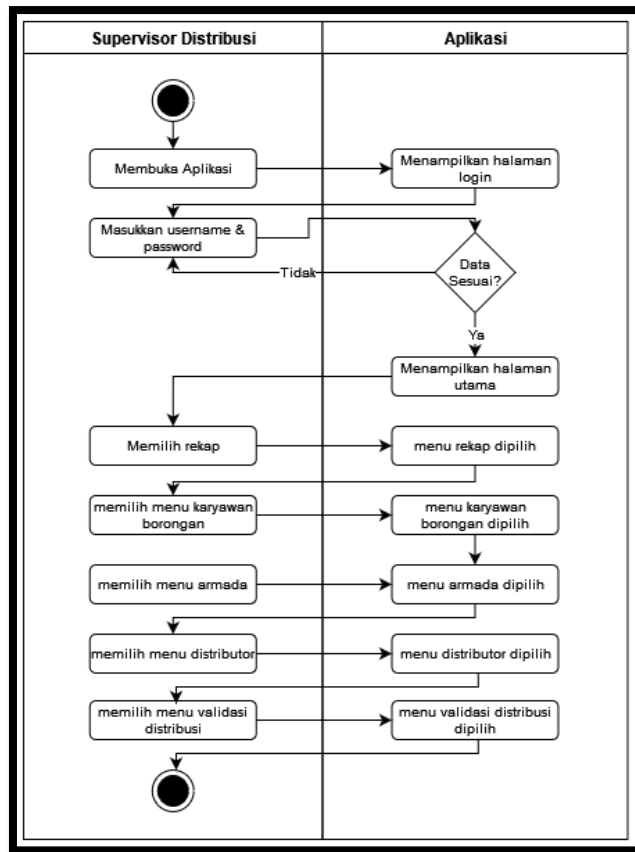 Supervisor Distribusi
Aplikasi
Membuka Aplikasi
Menampilkan halaman
login
Masukkan username &
password
Data
Sesuai?
Tidak
Ya
Menampilkan halaman
utama
Memilih rekap
menu rekap dipilih
memilih menu karyawan
borongan
menu karyawan
borongan dipilih
memilih menu armada
menu armada dipilih
memilih menu distributor
menu distributor dipilih
memilih menu validasi
distribusi
menu validasi distribusi
dipilih